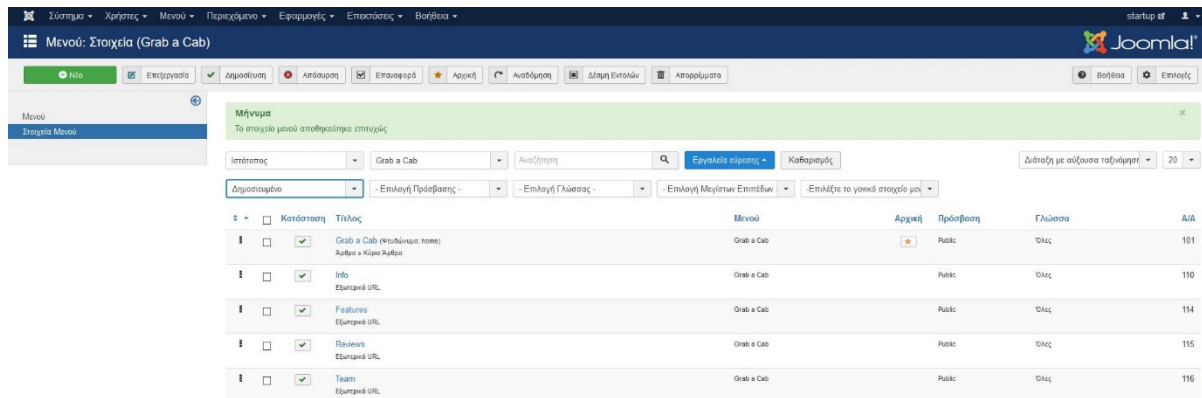 Σύστημα Χρήστες Μενού Περιεχόμενο Εφαρμογές Επεκτάσεις Βοήθεια startup
Μενού: Στοιχεία (Grab a Cab) Joomla!
Νέο Επεξεργασία Δημοσίευση Απόσυρση Επαναφορά Αρχική Αναδόμηση Δέσμη Εντολών Απορρίμματα Βοήθεια Επιλογές
Μενού
Στοιχεία Μενού
Μήνυμα
Το στοιχείο μενού αποθηκεύτηκε επιτυχώς
Ιστότοπος Grab a Cab Αναζήτηση Εργαλεία εύρεσης Καθαρισμός Διάταξη με αύξουσα ταξινόμησ 20
Δημοσιευμένο - Επιλογή Πρόσβασης - - Επιλογή Γλώσσας - - Επιλογή Μεγίστων Επιπέδων -Επιλέξτε το γονικό στοιχείο μεν
Κατάσταση Τίτλος Μενού Αρχική Πρόσβαση Γλώσσα Α/Α
Grab a Cab (Ψευδώνυμο: home) Grab a Cab Public Όλες 101
Άρθρα » Κύρια Άρθρα
Info Grab a Cab Public Όλες 110
Εξωτερικό URL
Features Grab a Cab Public Όλες 114
Εξωτερικό URL
Reviews Grab a Cab Public Όλες 115
Εξωτερικό URL
Team Grab a Cab Public Όλες 116
Εξωτερικό URL